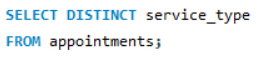 SELECT DISTINCT service_type
FROM appointments;